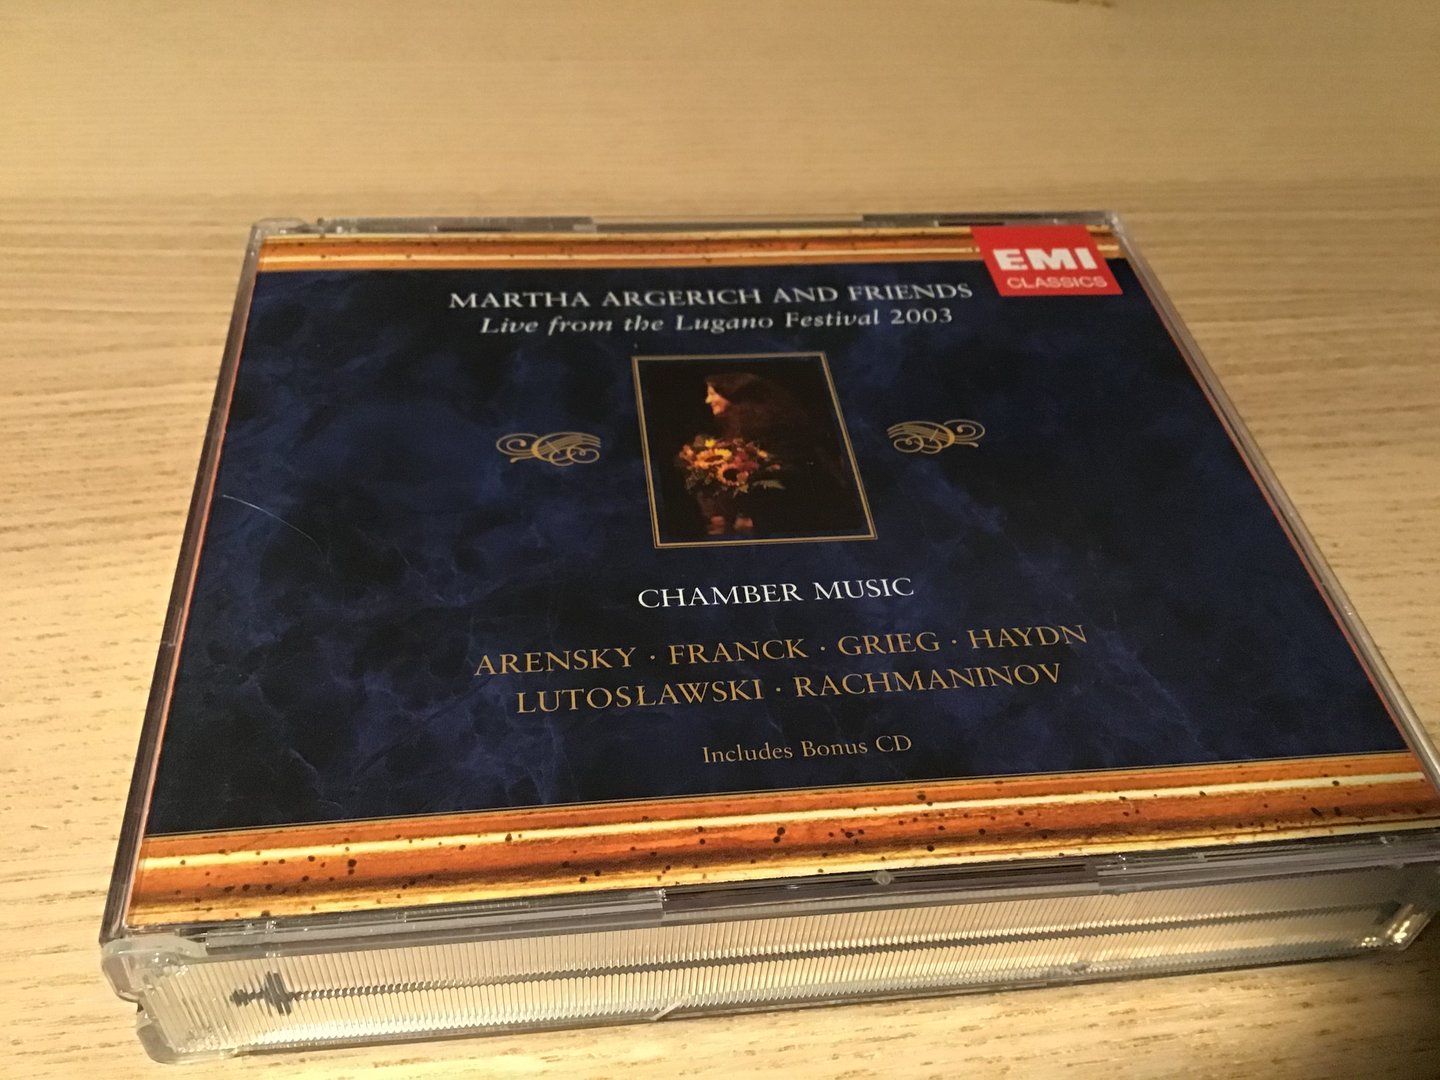 EMI
CLASSICS
MARTHA ARGERICH AND FRIENDS
Live from the Lugano Festival 2003
CHAMBER MUSIC
ARENSKY · FRANCK · GRIEG · HAYDN
LUTOSŁAWSKI · RACHMANINOV
Includes Bonus CD